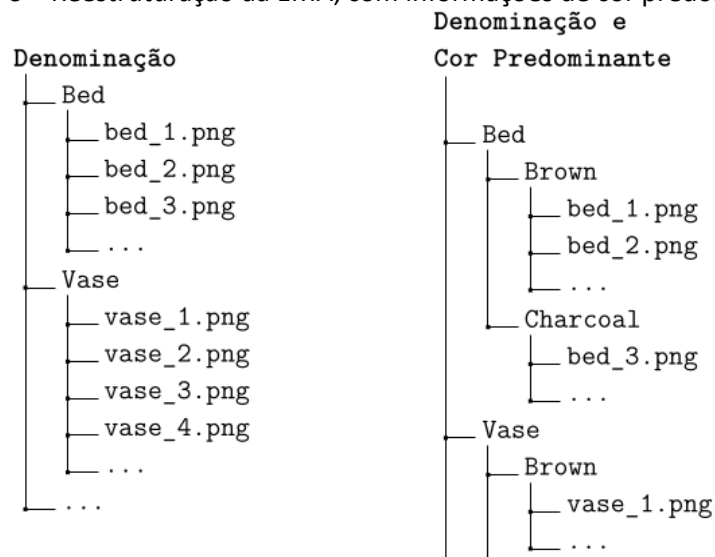 Denominação
Bed
bed_1.png
bed_2.png
bed_3.png
...
Vase
vase_1.png
vase_2.png
vase_3.png
vase_4.png
...
...
Denominação e
Cor Predominante
Bed
Brown
bed_1.png
bed_2.png
...
Charcoal
bed_3.png
...
Vase
Brown
vase_1.png
...